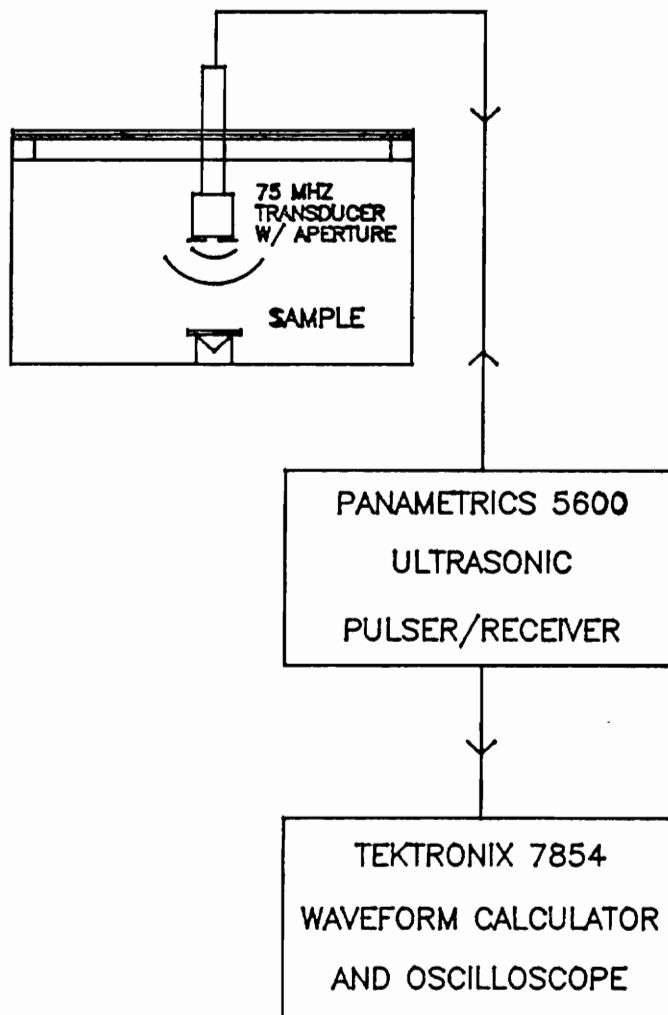 75 MHZ
TRANSDUCER
W/ APERTURE
SAMPLE
PANAMETRICS 5600
ULTRASONIC
PULSER/RECEIVER
TEKTRONIX 7854
WAVEFORM CALCULATOR
AND OSCILLOSCOPE